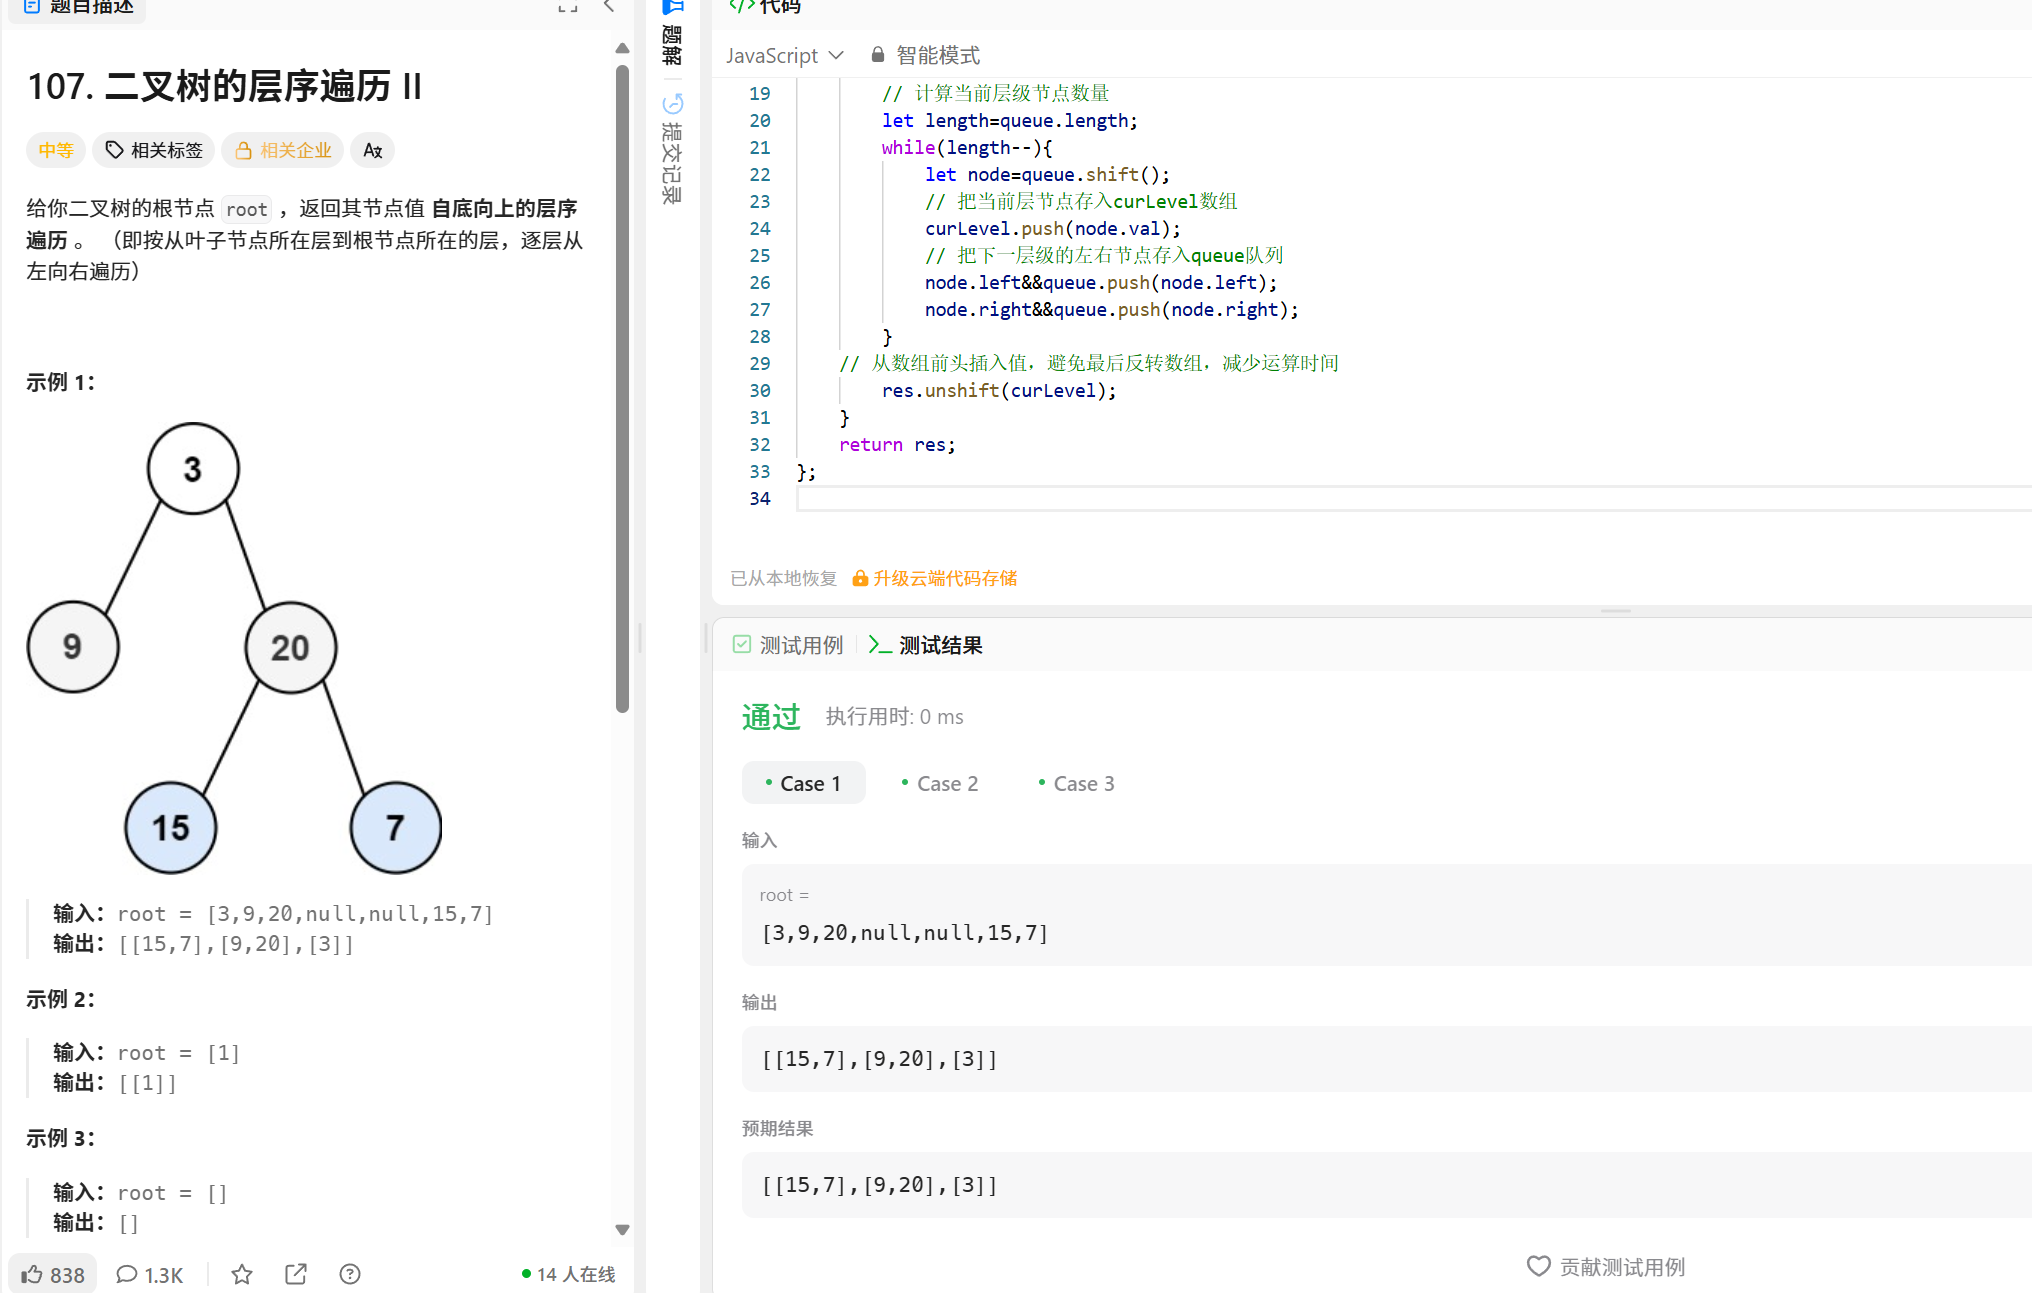 题目描述
107. 二叉树的层序遍历 II
中等 相关标签 相关企业
给你二叉树的根节点 root ，返回其节点值 自底向上的层序
遍历 。 （即按从叶子节点所在层到根节点所在的层，逐层从
左向右遍历）
示例 1：
3
9
20
15
7
输入：root = [3,9,20,null,null,15,7]
输出：[[15,7],[9,20],[3]]
示例 2：
输入：root = [1]
输出：[[1]]
示例 3：
输入：root = []
输出：[]
838 1.3K 14 人在线
题解
提交记录
代码
JavaScript 智能模式
19 // 计算当前层级节点数量
20 let length=queue.length;
21 while(length--){
22 let node=queue.shift();
23 // 把当前层节点存入curLevel数组
24 curLevel.push(node.val);
25 // 把下一层级的左右节点存入queue队列
26 node.left&&queue.push(node.left);
27 node.right&&queue.push(node.right);
28 }
29 // 从数组前头插入值，避免最后反转数组，减少运算时间
30 res.unshift(curLevel);
31 }
32 return res;
33 };
34
已从本地恢复 升级云端代码存储
测试用例 测试结果
通过 执行用时: 0 ms
Case 1 Case 2 Case 3
输入
root =
[3,9,20,null,null,15,7]
输出
[[15,7],[9,20],[3]]
预期结果
[[15,7],[9,20],[3]]
贡献测试用例